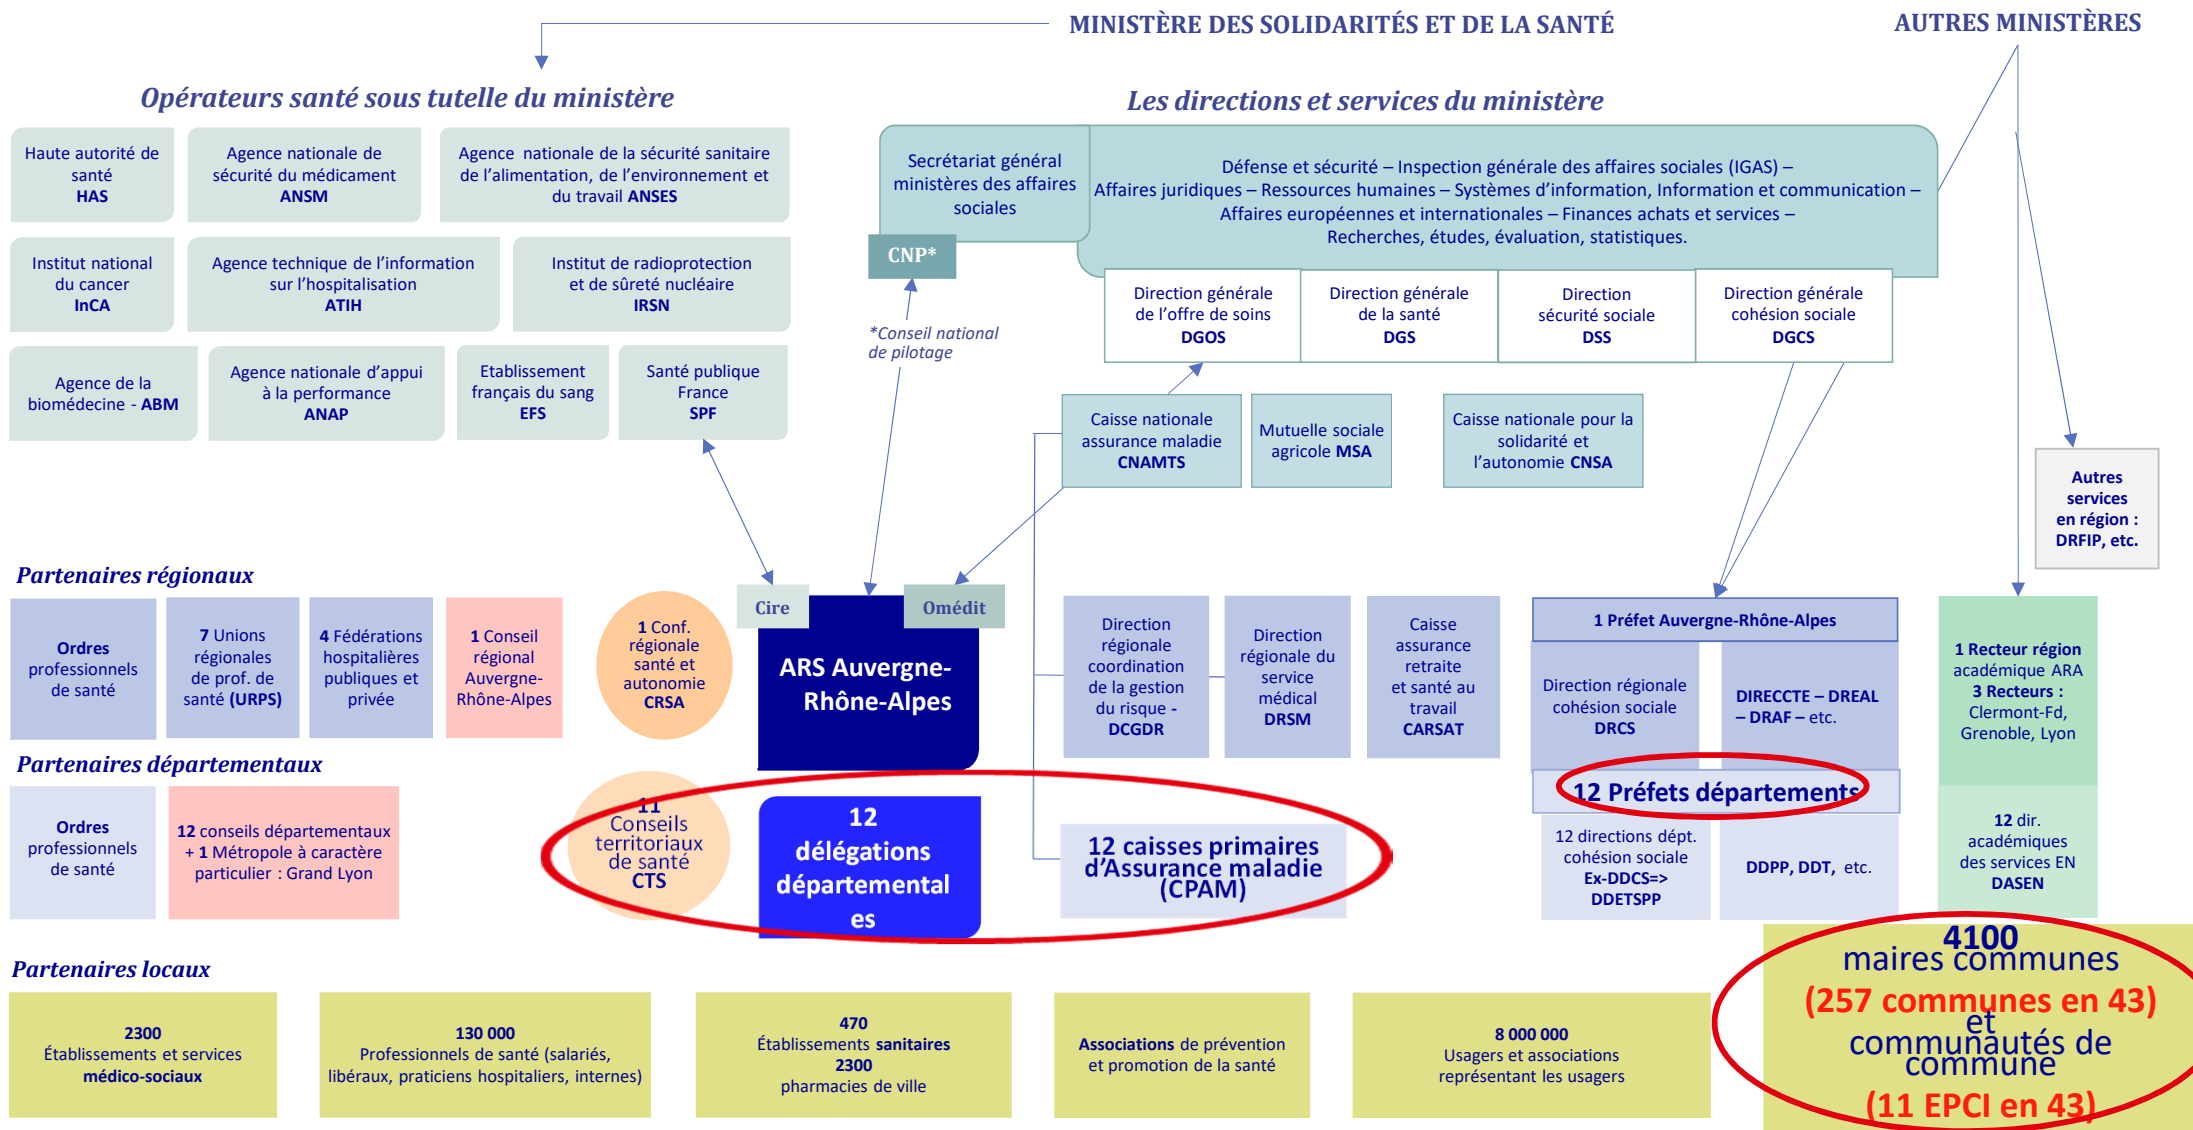 MINISTÈRE DES SOLIDARITÉS ET DE LA SANTÉ
AUTRES MINISTÈRES
Opérateurs santé sous tutelle du ministère
Les directions et services du ministère
Haute autorité de
santé
HAS
Agence nationale de
sécurité du médicament
ANSM
Agence nationale de la sécurité sanitaire
de l'alimentation, de l'environnement et
du travail ANSES
Institut national
du cancer
InCA
Agence technique de l'information
sur l'hospitalisation
ATIH
Institut de radioprotection
et de sûreté nucléaire
IRSN
Agence de la
biomédecine - ABM
Agence nationale d'appui
à la performance
ANAP
Etablissement
français du sang
EFS
Santé publique
France
SPF
Secrétariat général
ministères des affaires
sociales
CNP*
*Conseil national
de pilotage
Défense et sécurité – Inspection générale des affaires sociales (IGAS) –
Affaires juridiques – Ressources humaines – Systèmes d'information, Information et communication –
Affaires européennes et internationales – Finances achats et services –
Recherches, études, évaluation, statistiques.
Direction générale
de l'offre de soins
DGOS
Direction générale
de la santé
DGS
Direction
sécurité sociale
DSS
Direction générale
cohésion sociale
DGCS
Caisse nationale
assurance maladie
CNAMTS
Mutuelle sociale
agricole MSA
Caisse nationale pour la
solidarité et
l'autonomie CNSA
Autres
services
en région :
DRFIP, etc.
Partenaires régionaux
Ordres
professionnels
de santé
7 Unions
régionales
de prof. de
santé (URPS)
4 Fédérations
hospitalières
publiques et
privée
1 Conseil
régional
Auvergne-
Rhône-Alpes
1 Conf.
régionale
santé et
autonomie
CRSA
Cire
Omédit
ARS Auvergne-
Rhône-Alpes
Direction
régionale
coordination
de la gestion
du risque -
DCGDR
Direction
régionale du
service
médical
DRSM
Caisse
assurance
retraite
et santé au
travail
CARSAT
1 Préfet Auvergne-Rhône-Alpes
Direction régionale
cohésion sociale
DRCS
DIRECCTE – DREAL
– DRAF – etc.
1 Recteur région
académique ARA
3 Recteurs :
Clermont-Fd,
Grenoble, Lyon
Partenaires départementaux
Ordres
professionnels
de santé
12 conseils départementaux
+ 1 Métropole à caractère
particulier : Grand Lyon
11
Conseils
territoriaux
de santé
CTS
12
délégations
départemental
es
12 caisses primaires
d'Assurance maladie
(CPAM)
12 Préfets départements
12 directions dépt.
cohésion sociale
Ex-DDCS=>
DDETSPP
DDPP, DDT, etc.
12 dir.
académiques
des services EN
DASEN
Partenaires locaux
2300
Établissements et services
médico-sociaux
130 000
Professionnels de santé (salariés,
libéraux, praticiens hospitaliers, internes)
470
Établissements sanitaires
2300
pharmacies de ville
Associations de prévention
et promotion de la santé
8 000 000
Usagers et associations
représentant les usagers
4100
maires communes
(257 communes en 43)
et
communautés de
commune
(11 EPCI en 43)